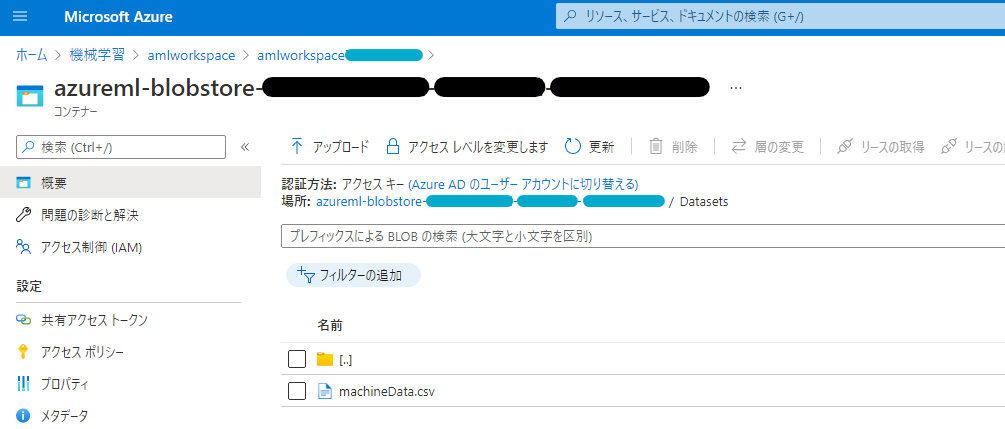 Microsoft Azure
リソース、サービス、ドキュメントの検索 (G+/)
ホーム > 機械学習 > amlworkspace > amlworkspace >
azureml-blobstore- - - ...
コンテナー
検索 (Ctrl+/) «
アップロード アクセス レベルを変更します 更新 削除 層の変更 リースの取得 リースの
概要
認証方法: アクセス キー (Azure AD のユーザー アカウントに切り替える)
場所: azureml-blobstore- - - / Datasets
問題の診断と解決
プレフィックスによる BLOB の検索 (大文字と小文字を区別)
アクセス制御 (IAM)
フィルターの追加
設定
共有アクセス トークン
名前
アクセス ポリシー
[..]
プロパティ
machineData.csv
メタデータ